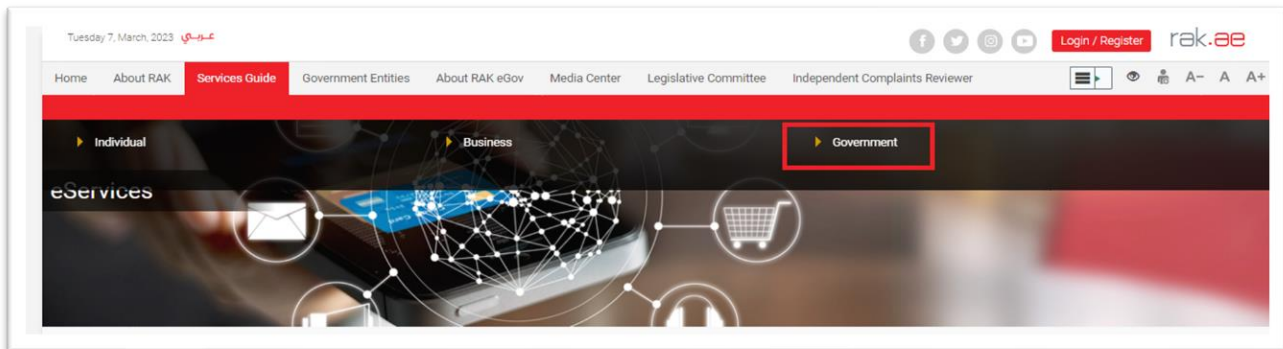 Tuesday 7, March, 2023 عـربـي Login / Register rak.ae
Home About RAK Services Guide Government Entities About RAK eGov Media Center Legislative Committee Independent Complaints Reviewer A- A A+
Individual Business Government
eServices